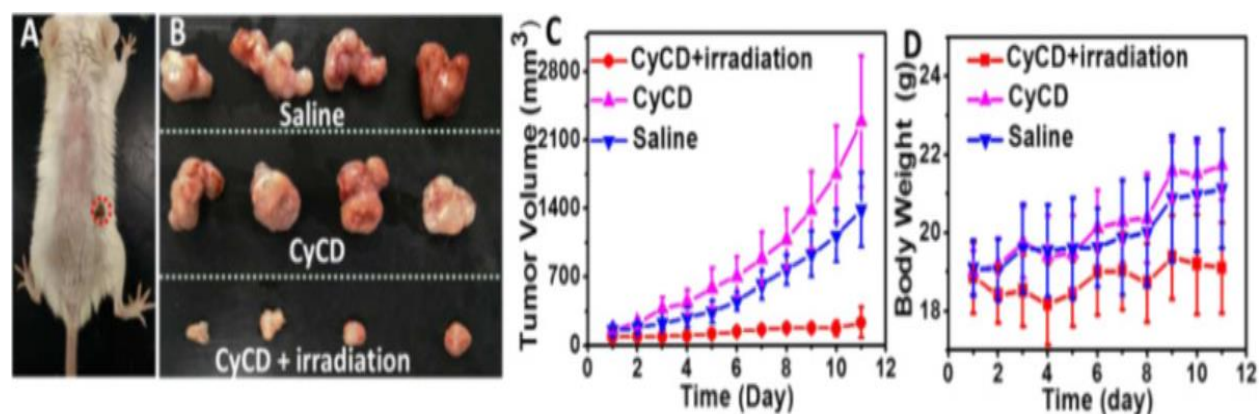 A
B
Saline
CyCD
CyCD + irradiation
C
Tumor Volume (mm³)
2800
2100
1400
700
0
CyCD+irradiation
CyCD
Saline
0 2 4 6 8 10 12
Time (Day)
D
Body Weight (g)
24
22
20
18
CyCD+irradiation
CyCD
Saline
0 2 4 6 8 10 12
Time (day)